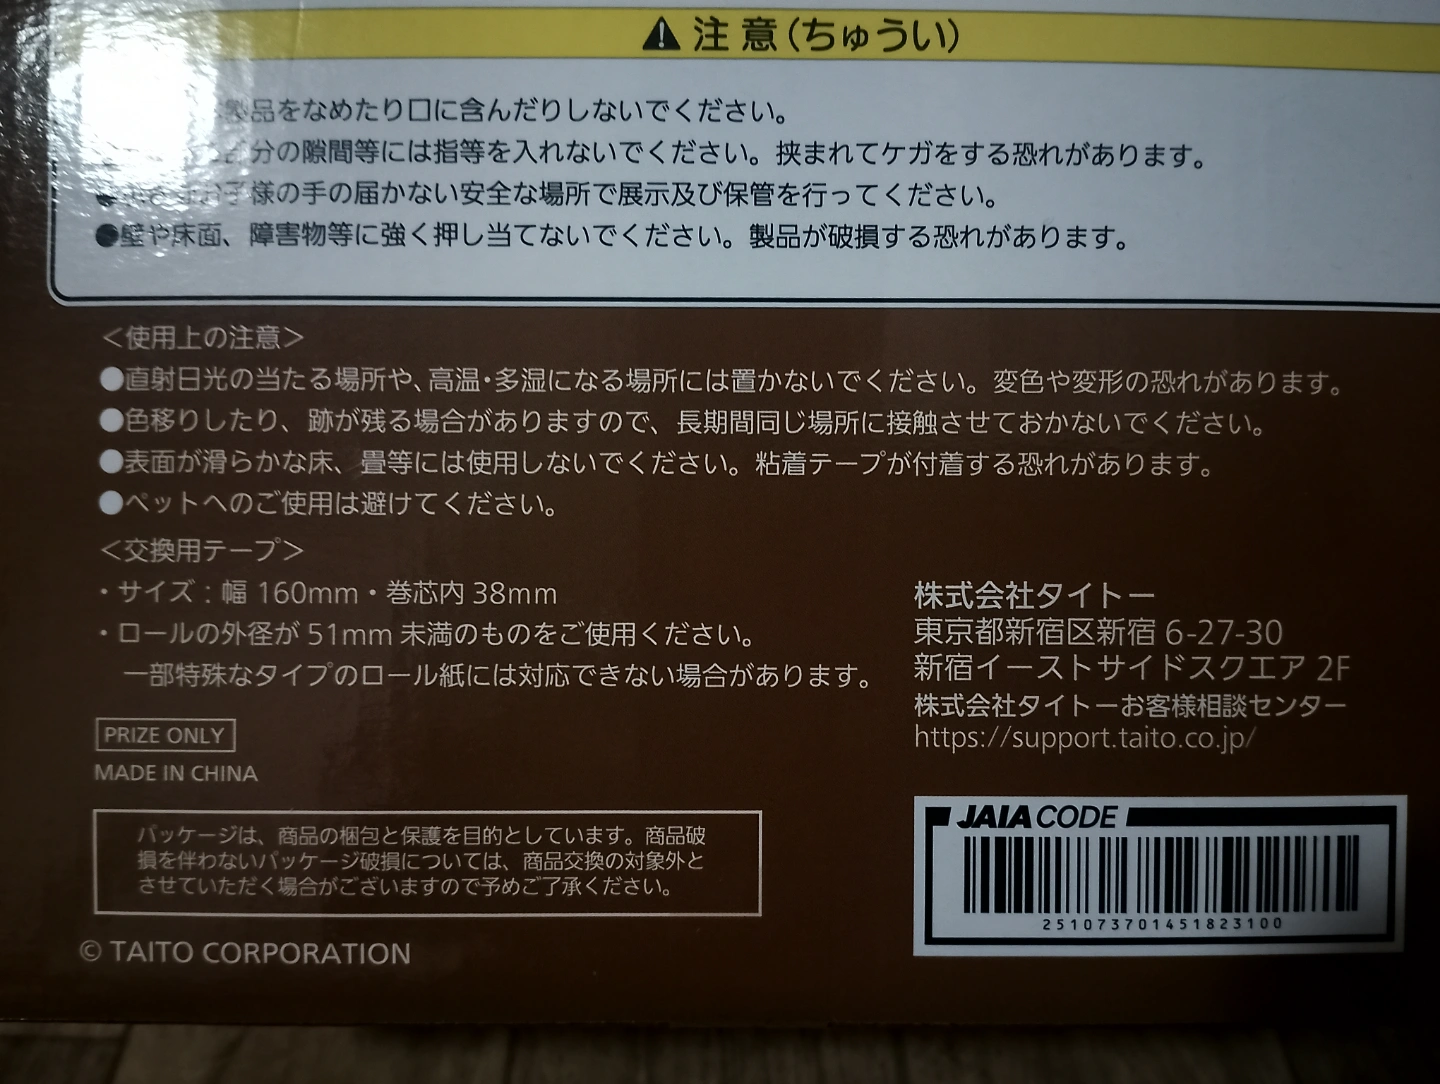 注意(ちゅうい)
製品をなめたり口に含んだりしないでください。
分の隙間等には指等を入れないでください。挟まれてケガをする恐れがあります。
お子様の手の届かない安全な場所で展示及び保管を行ってください。
●壁や床面、障害物等に強く押し当てないでください。製品が破損する恐れがあります。
＜使用上の注意＞
●直射日光の当たる場所や、高温・多湿になる場所には置かないでください。変色や変形の恐れがあります。
●色移りしたり、跡が残る場合がありますので、長期間同じ場所に接触させておかないでください。
●表面が滑らかな床、畳等には使用しないでください。粘着テープが付着する恐れがあります。
●ペットへのご使用は避けてください。
＜交換用テープ＞
・サイズ：幅 160mm・巻芯内 38mm
・ロールの外径が 51mm 未満のものをご使用ください。
一部特殊なタイプのロール紙には対応できない場合があります。
株式会社タイトー
東京都新宿区新宿 6-27-30
新宿イーストサイドスクエア 2F
株式会社タイトーお客様相談センター
https://support.taito.co.jp/
PRIZE ONLY
MADE IN CHINA
パッケージは、商品の梱包と保護を目的としています。商品破
損を伴わないパッケージ破損については、商品交換の対象外と
させていただく場合がございますので予めご了承ください。
JAIA CODE
251073701451823100
© TAITO CORPORATION